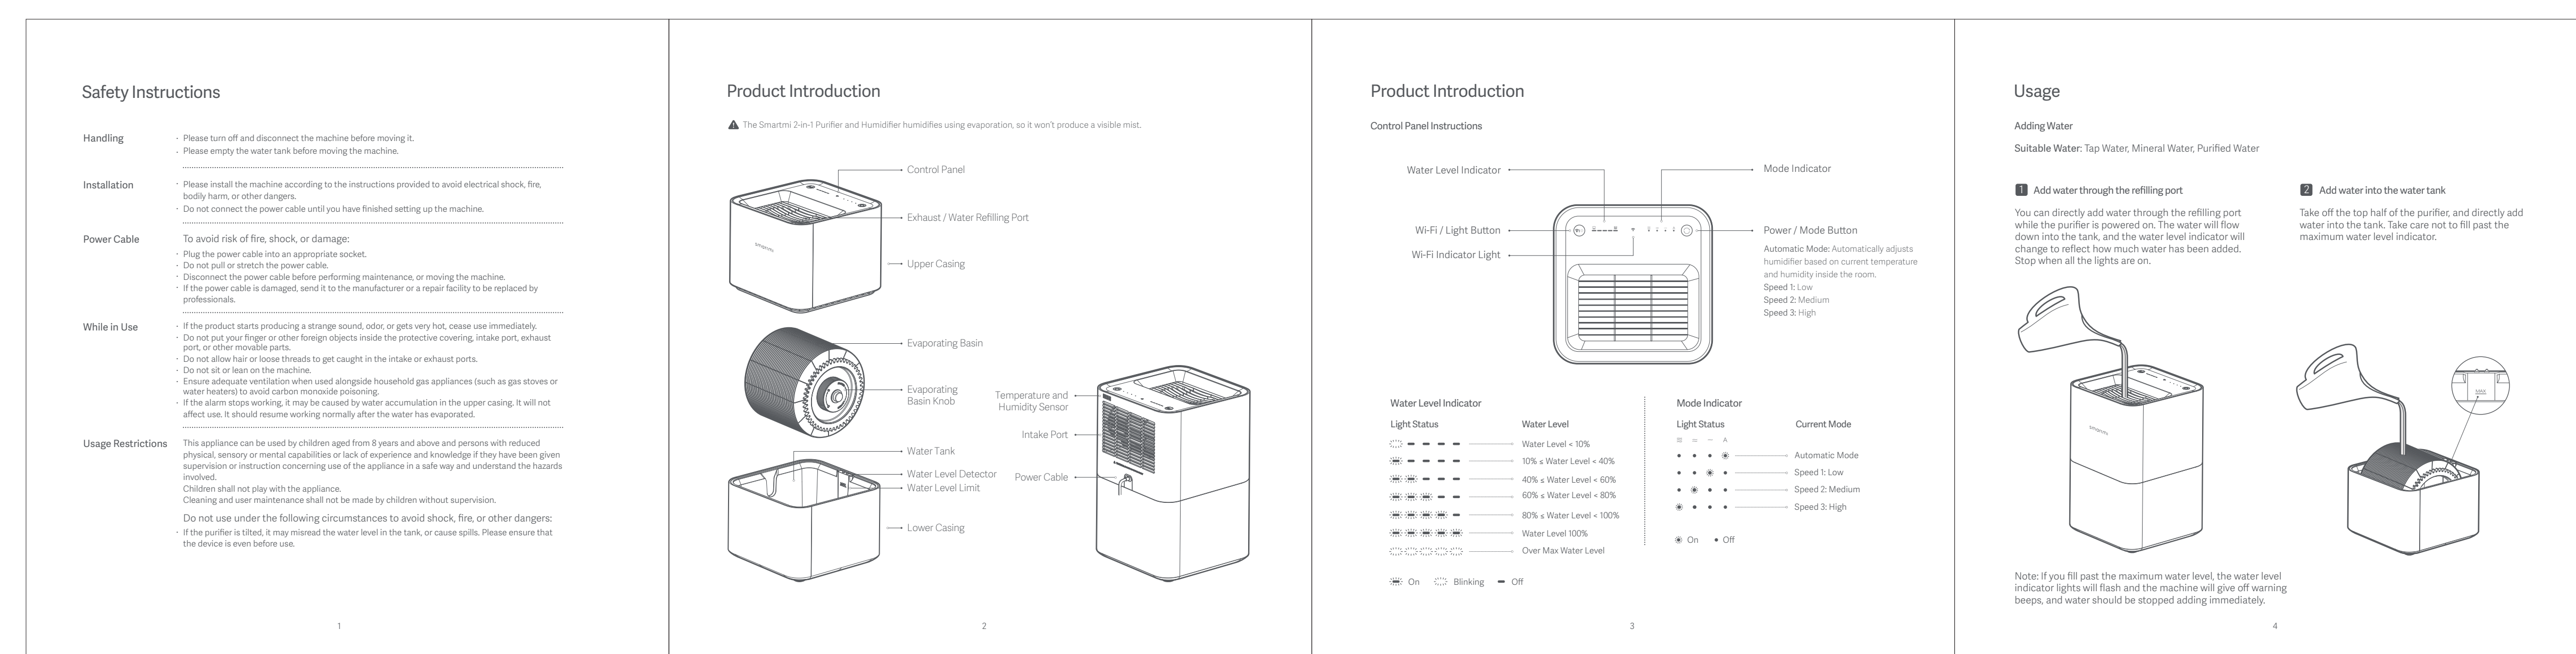 Safety Instructions
Handling
- Please turn off and disconnect the machine before moving it.
- Please empty the water tank before moving the machine.
Installation
- Please install the machine according to the instructions provided to avoid electrical shock, fire,
bodily harm, or other dangers.
- Do not connect the power cable until you have finished setting up the machine.
Power Cable
To avoid risk of fire, shock, or damage:
- Plug the power cable into an appropriate socket.
- Do not pull or stretch the power cable.
- Disconnect the power cable before performing maintenance, or moving the machine.
- If the power cable is damaged, send it to the manufacturer or a repair facility to be replaced by
professionals.
While in Use
- If the product starts producing a strange sound, odor, or gets very hot, cease use immediately.
- Do not put your finger or other foreign objects inside the protective covering, intake port, exhaust
port, or other movable parts.
- Do not allow hair or loose threads to get caught in the intake or exhaust ports.
- Do not sit or lean on the machine.
- Ensure adequate ventilation when used alongside household gas appliances (such as gas stoves or
water heaters) to avoid carbon monoxide poisoning.
- If the alarm stops working, it may be caused by water accumulation in the upper casing. It will not
affect use. It should resume working normally after the water has evaporated.
Usage Restrictions
This appliance can be used by children aged from 8 years and above and persons with reduced
physical, sensory or mental capabilities or lack of experience and knowledge if they have been given
supervision or instruction concerning use of the appliance in a safe way and understand the hazards
involved.
Children shall not play with the appliance.
Cleaning and user maintenance shall not be made by children without supervision.
Do not use under the following circumstances to avoid shock, fire, or other dangers:
- If the purifier is tilted, it may misread the water level in the tank, or cause spills. Please ensure that
the device is even before use.
1
Product Introduction
The Smartmi 2-in-1 Purifier and Humidifier humidifies using evaporation, so it won't produce a visible mist.
Control Panel
Exhaust / Water Refilling Port
smartmi
Upper Casing
Evaporating Basin
Evaporating
Basin Knob
Water Tank
Water Level Detector
Water Level Limit
Lower Casing
Temperature and
Humidity Sensor
Intake Port
Power Cable
2
Product Introduction
Control Panel Instructions
Water Level Indicator
Wi-Fi / Light Button
Wi-Fi Indicator Light
Mode Indicator
Power / Mode Button
Automatic Mode: Automatically adjusts
humidifier based on current temperature
and humidity inside the room.
Speed 1: Low
Speed 2: Medium
Speed 3: High
Water Level Indicator
Light Status
Water Level
Water Level < 10%
10% ≤ Water Level < 40%
40% ≤ Water Level < 60%
60% ≤ Water Level < 80%
80% ≤ Water Level < 100%
Water Level 100%
Over Max Water Level
On
Blinking
Off
Mode Indicator
Light Status
Current Mode
A
Automatic Mode
Speed 1: Low
Speed 2: Medium
Speed 3: High
On
Off
3
Usage
Adding Water
Suitable Water: Tap Water, Mineral Water, Purified Water
1 Add water through the refilling port
You can directly add water through the refilling port
while the purifier is powered on. The water will flow
down into the tank, and the water level indicator will
change to reflect how much water has been added.
Stop when all the lights are on.
smartmi
2 Add water into the water tank
Take off the top half of the purifier, and directly add
water into the tank. Take care not to fill past the
maximum water level indicator.
MAX
Note: If you fill past the maximum water level, the water level
indicator lights will flash and the machine will give off warning
beeps, and water should be stopped adding immediately.
4